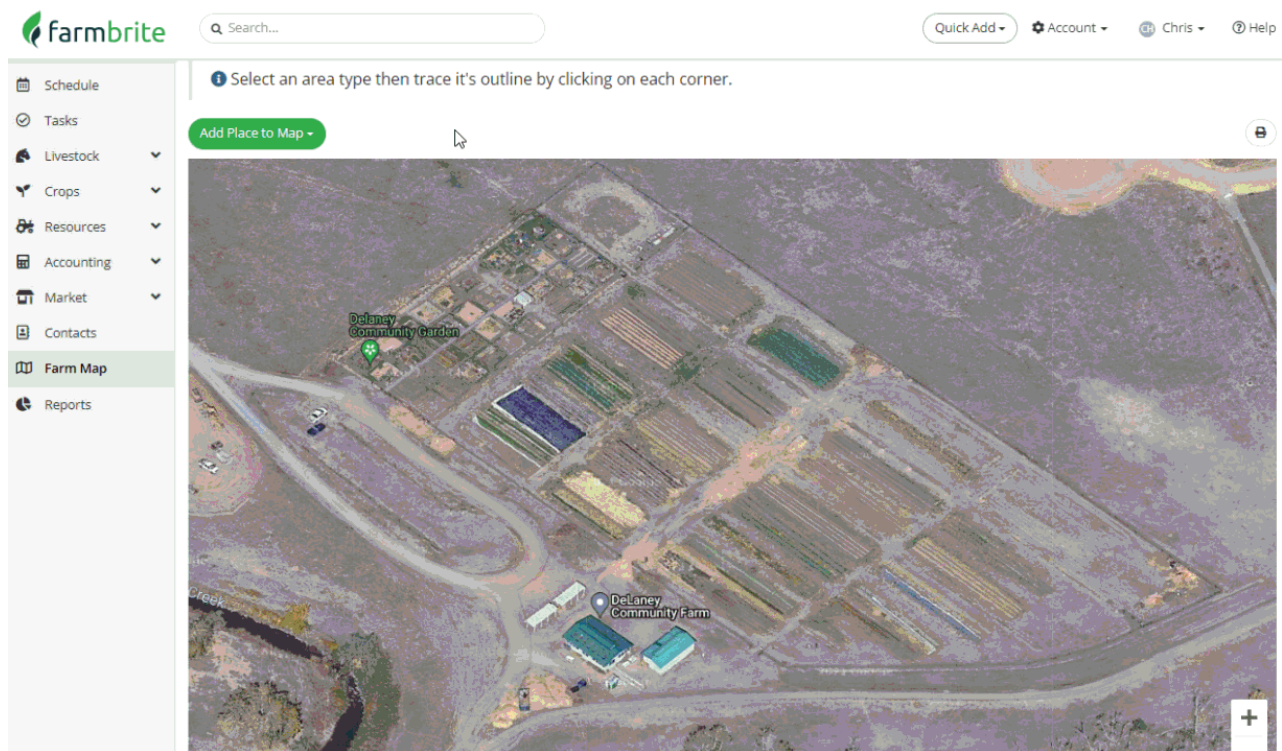 farmbrite
Search...
Quick Add
Account
CH
Chris
Help
Schedule
Tasks
Livestock
Crops
Resources
Accounting
Market
Contacts
Farm Map
Reports
Select an area type then trace it's outline by clicking on each corner.
Add Place to Map
Delaney
Community Garden
DeLaney
Community Farm
Creek
+